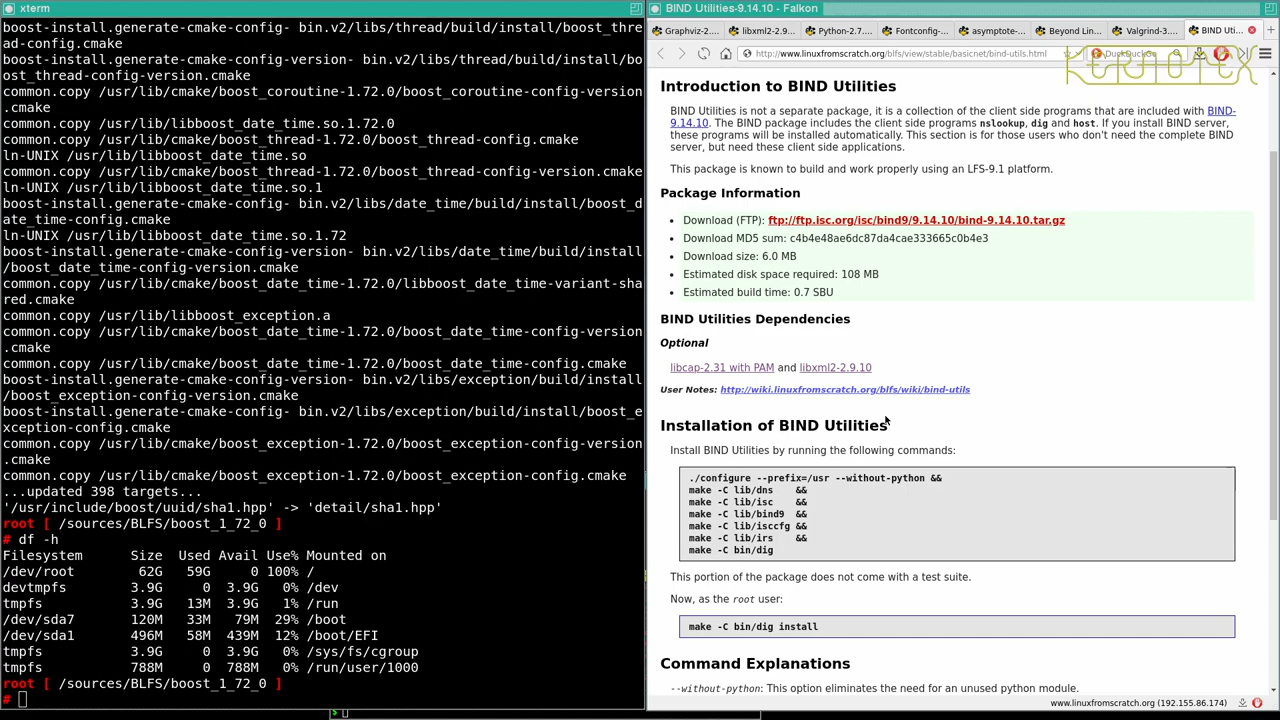 xterm
boost-install.generate-cmake-config- bin.v2/libs/thread/build/install/boost_thre
ad-config.cmake
boost-install.generate-cmake-config-version- bin.v2/libs/thread/build/install/bo
ost_thread-config-version.cmake
common.copy /usr/lib/cmake/boost_coroutine-1.72.0/boost_coroutine-config-version
.cmake
common.copy /usr/lib/libboost_date_time.so.1.72.0
common.copy /usr/lib/cmake/boost_thread-1.72.0/boost_thread-config.cmake
ln-UNIX /usr/lib/libboost_date_time.so
common.copy /usr/lib/cmake/boost_thread-1.72.0/boost_thread-config-version.cmake
ln-UNIX /usr/lib/libboost_date_time.so.1
boost-install.generate-cmake-config- bin.v2/libs/date_time/build/install/boost_d
ate_time-config.cmake
ln-UNIX /usr/lib/libboost_date_time.so.1.72
boost-install.generate-cmake-config-version- bin.v2/libs/date_time/build/install
/boost_date_time-config-version.cmake
common.copy /usr/lib/cmake/boost_date_time-1.72.0/libboost_date_time-variant-sha
red.cmake
common.copy /usr/lib/libboost_exception.a
common.copy /usr/lib/cmake/boost_date_time-1.72.0/boost_date_time-config-version
.cmake
common.copy /usr/lib/cmake/boost_date_time-1.72.0/boost_date_time-config.cmake
boost-install.generate-cmake-config-version- bin.v2/libs/exception/build/install
/boost_exception-config-version.cmake
boost-install.generate-cmake-config- bin.v2/libs/exception/build/install/boost_e
xception-config.cmake
common.copy /usr/lib/cmake/boost_exception-1.72.0/boost_exception-config-version
.cmake
common.copy /usr/lib/cmake/boost_exception-1.72.0/boost_exception-config.cmake
...updated 398 targets...
'/usr/include/boost/uuid/sha1.hpp' -> 'detail/sha1.hpp'
root [ /sources/BLFS/boost_1_72_0 ]
# df -h
Filesystem Size Used Avail Use% Mounted on
/dev/root 62G 59G 0 100% /
devtmpfs 3.9G 0 3.9G 0% /dev
tmpfs 3.9G 13M 3.9G 1% /run
/dev/sda7 120M 33M 79M 29% /boot
/dev/sda1 496M 58M 439M 12% /boot/EFI
tmpfs 3.9G 0 3.9G 0% /sys/fs/cgroup
tmpfs 788M 0 788M 0% /run/user/1000
root [ /sources/BLFS/boost_1_72_0 ]
#
$
BIND Utilities-9.14.10 - Falkon
Graphviz-2.... libxml2-2.9... Python-2.7.... Fontconfig-... asymptote-... Beyond Lin... Valgrind-3.... BIND Uti...
http://www.linuxfromscratch.org/blfs/view/stable/basicnet/bind-utils.html DuckDuckGo
KERNOTEX
Introduction to BIND Utilities
BIND Utilities is not a separate package, it is a collection of the client side programs that are included with BIND-
9.14.10. The BIND package includes the client side programs nslookup, dig and host. If you install BIND server,
these programs will be installed automatically. This section is for those users who don't need the complete BIND
server, but need these client side applications.
This package is known to build and work properly using an LFS-9.1 platform.
Package Information
Download (FTP): ftp://ftp.isc.org/isc/bind9/9.14.10/bind-9.14.10.tar.gz
Download MD5 sum: c4b4e48ae6dc87da4cae333665c0b4e3
Download size: 6.0 MB
Estimated disk space required: 108 MB
Estimated build time: 0.7 SBU
BIND Utilities Dependencies
Optional
libcap-2.31 with PAM and libxml2-2.9.10
User Notes: http://wiki.linuxfromscratch.org/blfs/wiki/bind-utils
Installation of BIND Utilities
Install BIND Utilities by running the following commands:
./configure --prefix=/usr --without-python &&
make -C lib/dns &&
make -C lib/isc &&
make -C lib/bind9 &&
make -C lib/isccfg &&
make -C lib/irs &&
make -C bin/dig
This portion of the package does not come with a test suite.
Now, as the root user:
make -C bin/dig install
Command Explanations
--without-python: This option eliminates the need for an unused python module.
www.linuxfromscratch.org (192.155.86.174)